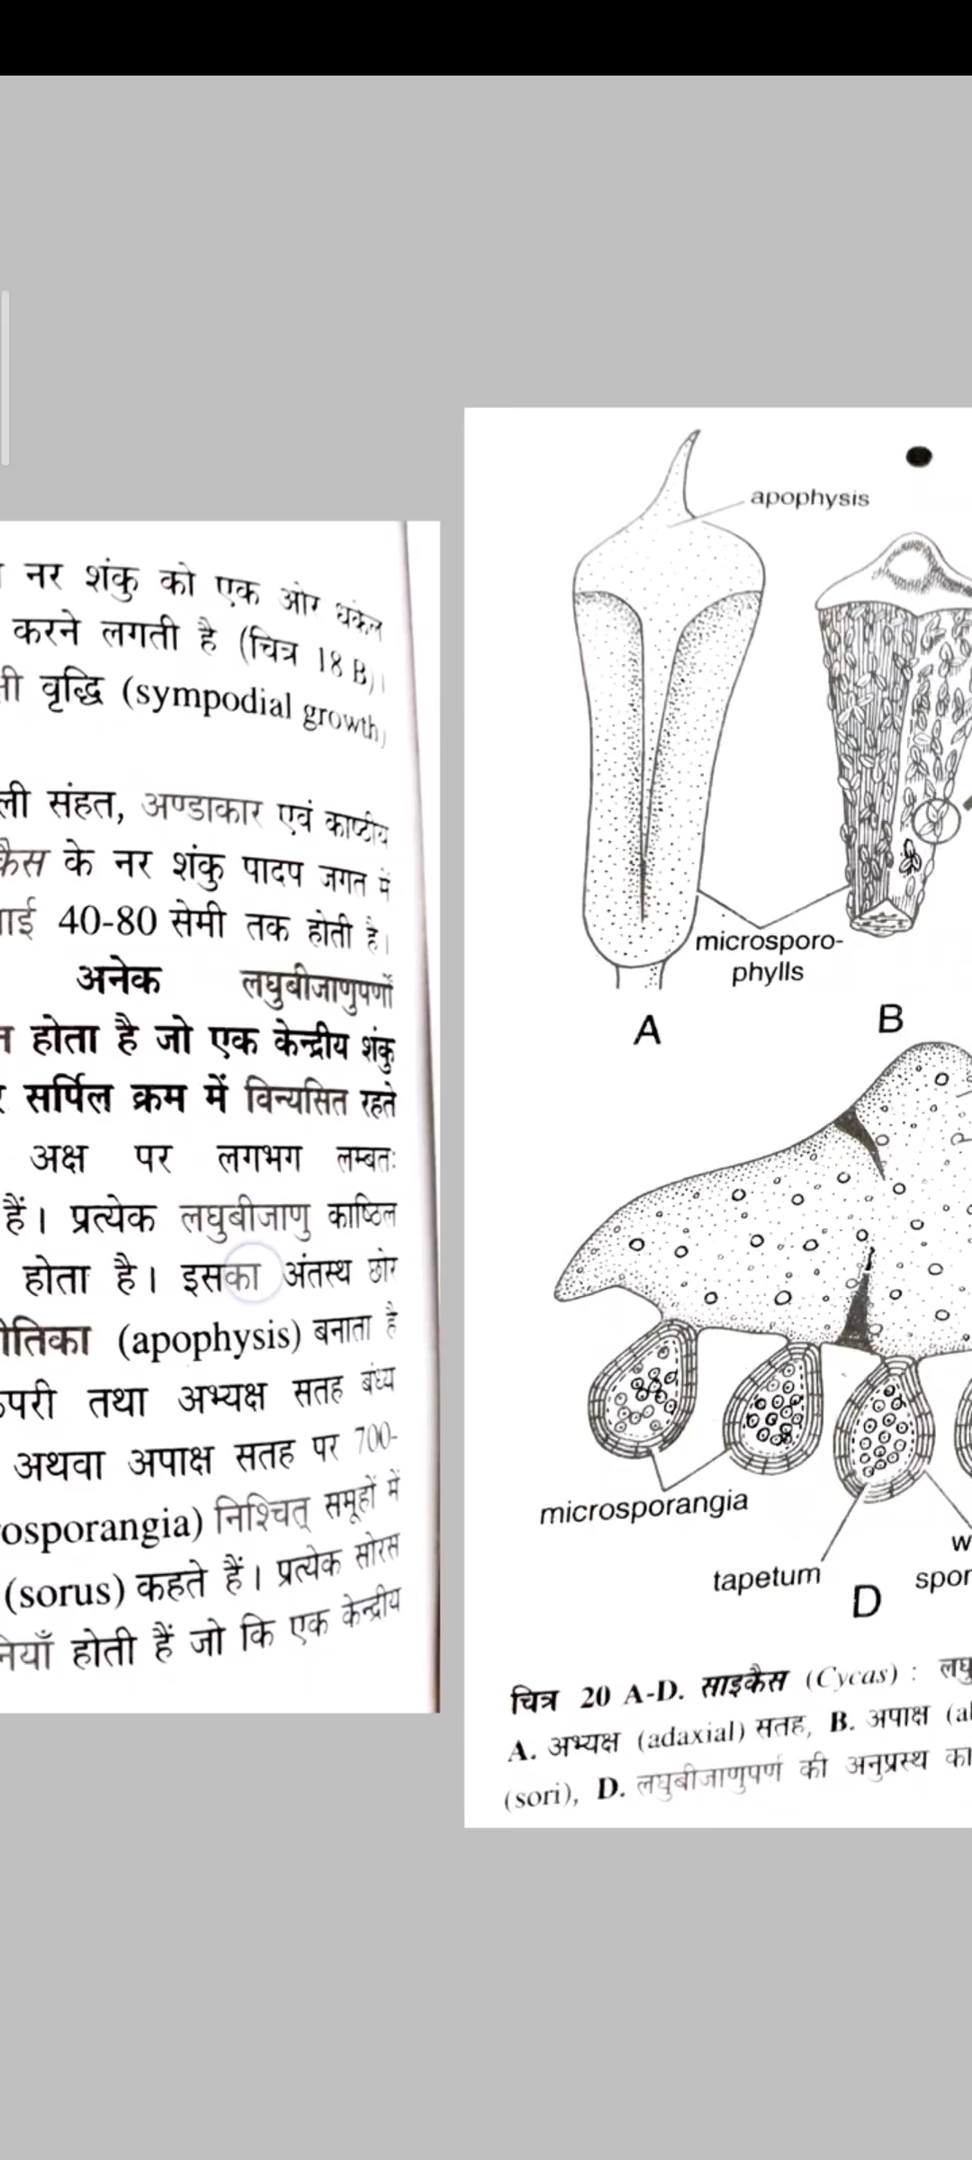 नर शंकु को एक ओर धकेल
करने लगती है (चित्र 18 B)।
वृद्धि (sympodial growth)
संहत, अण्डाकार एवं काष्ठीय
के नर शंकु पादप जगत में
40-80 सेमी तक होती है।
अनेक लघुबीजाणुपर्णों
होता है जो एक केन्द्रीय शंकु
सर्पिल क्रम में विन्यसित रहते
अक्ष पर लगभग लम्बतः
हैं। प्रत्येक लघुबीजाणु काष्ठिल
होता है। इसका अंतस्थ छोर
(apophysis) बनाता है
तथा अभ्यक्ष सतह बंध्य
अथवा अपाक्ष सतह पर 700-
osporangia) निश्चित् समूहों में
(sorus) कहते हैं। प्रत्येक सोरस
होती हैं जो कि एक केन्द्रीय
apophysis
microsporo-
phylls
A
B
microsporangia
tapetum
D
चित्र 20 A-D. साइकैस (Cycas) :
A. अभ्यक्ष (adaxial) सतह, B. अपाक्ष
(sori), D. लघुबीजाणुपर्ण की अनुप्रस्थ